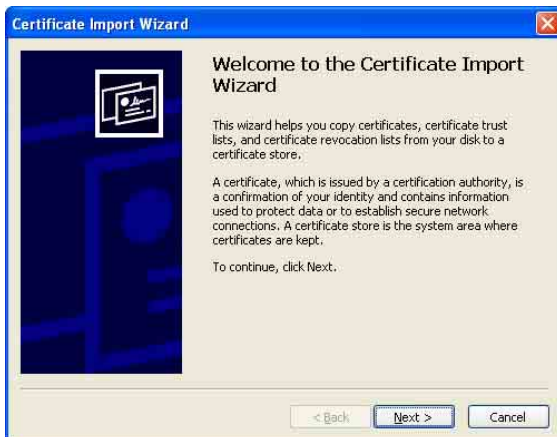 Certificate Import Wizard
Welcome to the Certificate Import
Wizard
This wizard helps you copy certificates, certificate trust
lists, and certificate revocation lists from your disk to a
certificate store.
A certificate, which is issued by a certification authority, is
a confirmation of your identity and contains information
used to protect data or to establish secure network
connections. A certificate store is the system area where
certificates are kept.
To continue, click Next.
< Back Next > Cancel